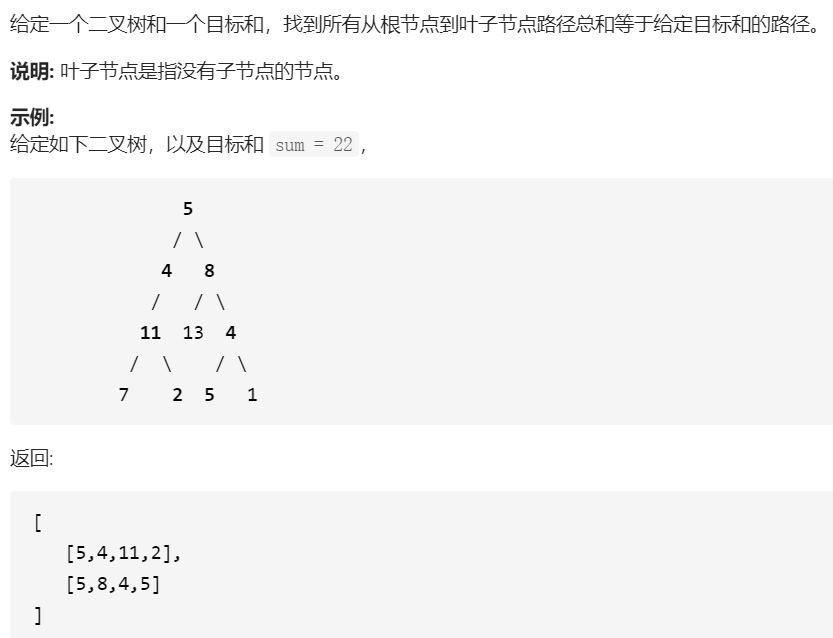 给定一个二叉树和一个目标和，找到所有从根节点到叶子节点路径总和等于给定目标和的路径。
说明: 叶子节点是指没有子节点的节点。
示例:
给定如下二叉树，以及目标和 sum = 22，
5
/ \
4 8
/ / \
11 13 4
/ \ / \
7 2 5 1
返回:
[
[5,4,11,2],
[5,8,4,5]
]